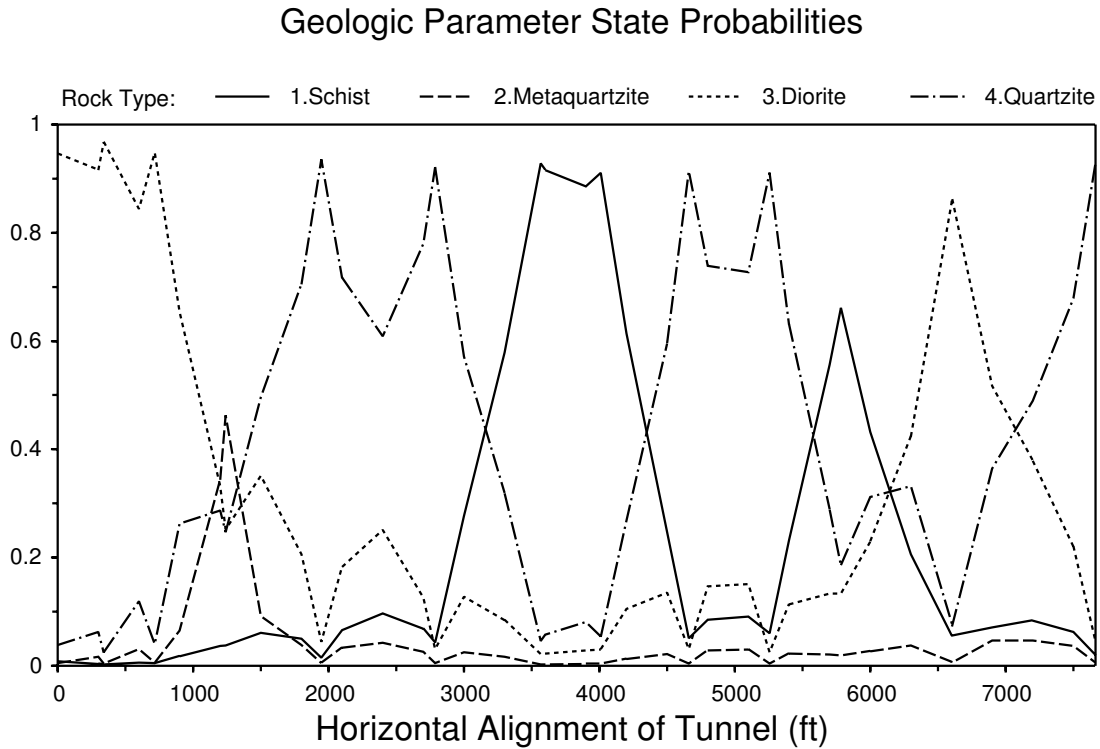 Geologic Parameter State Probabilities
Rock Type: 1.Schist 2.Metaquartzite 3.Diorite 4.Quartzite
1
0.8
0.6
0.4
0.2
0
0 1000 2000 3000 4000 5000 6000 7000
Horizontal Alignment of Tunnel (ft)